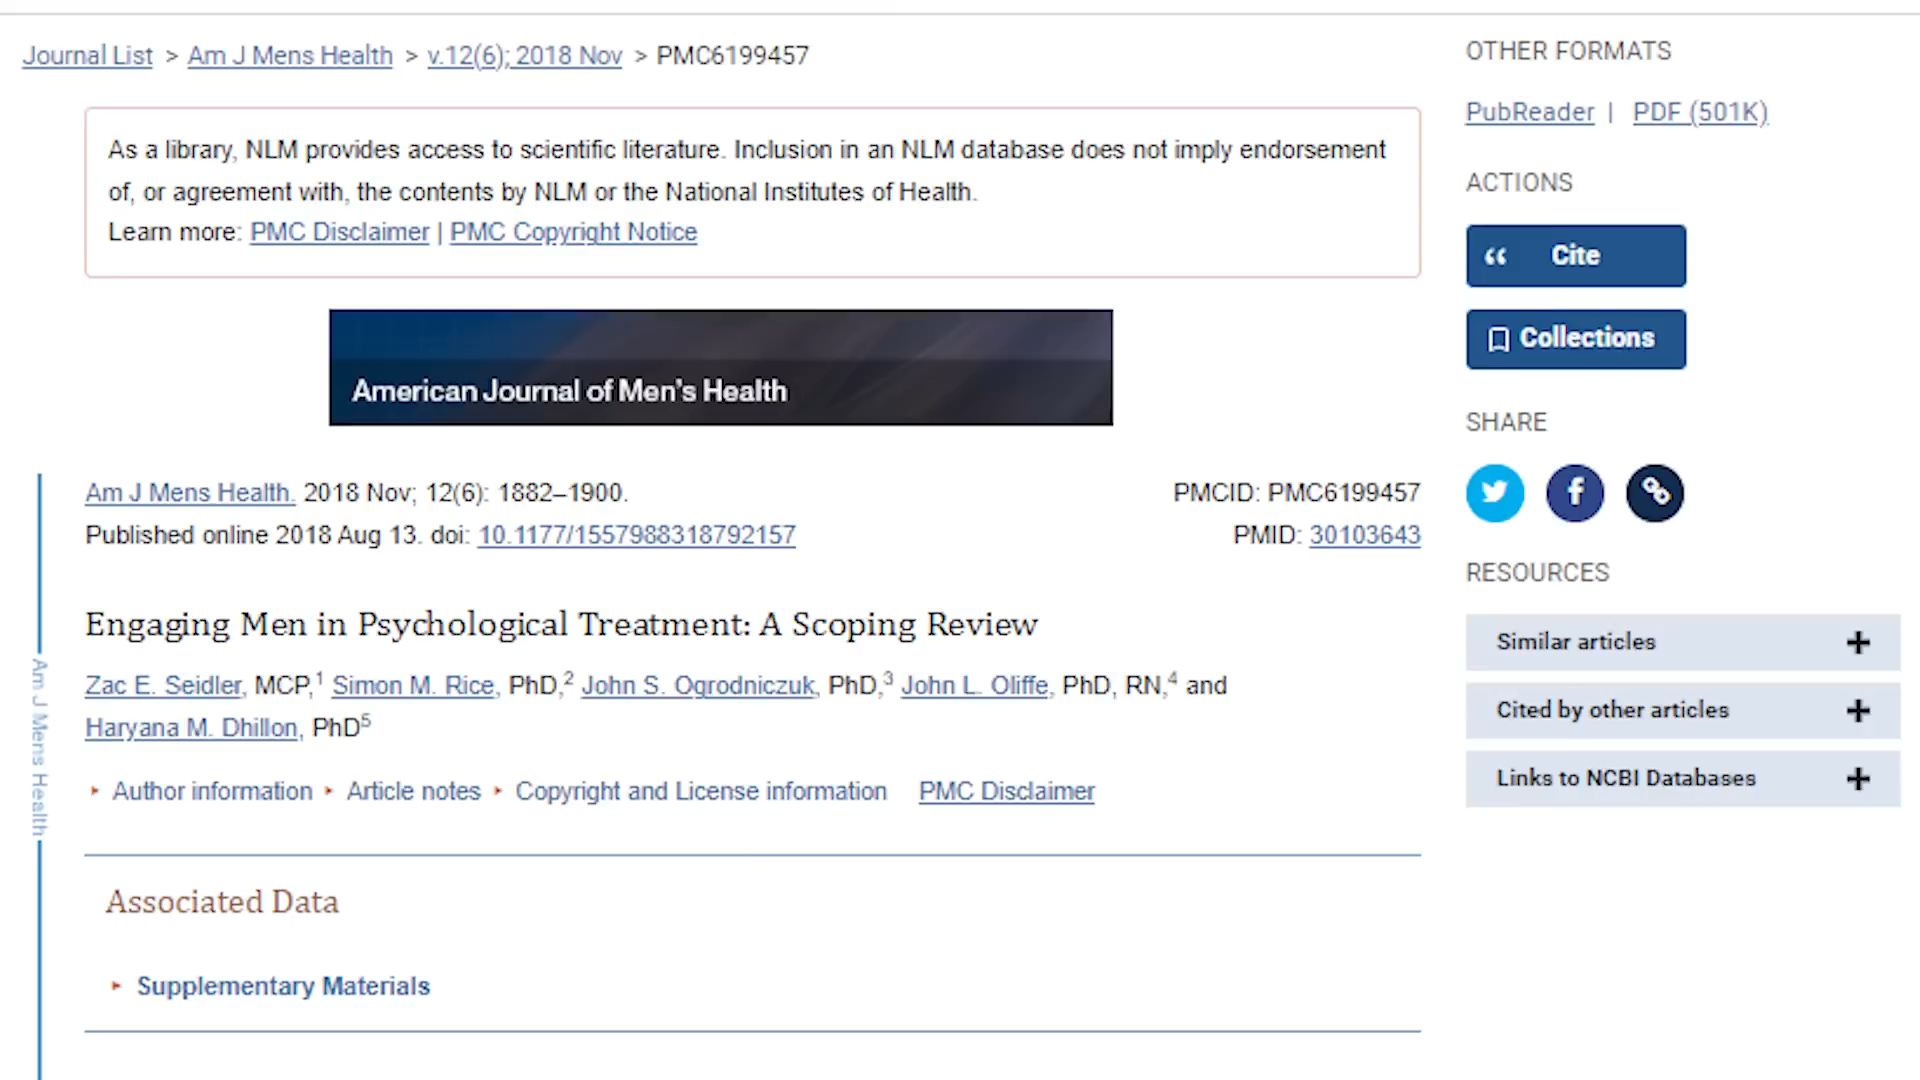 Journal List > Am J Mens Health > v.12(6); 2018 Nov > PMC6199457
As a library, NLM provides access to scientific literature. Inclusion in an NLM database does not imply endorsement
of, or agreement with, the contents by NLM or the National Institutes of Health.
Learn more: PMC Disclaimer | PMC Copyright Notice
American Journal of Men's Health
Am J Mens Health. 2018 Nov; 12(6): 1882–1900.
PMCID: PMC6199457
Published online 2018 Aug 13. doi: 10.1177/1557988318792157
PMID: 30103643
Engaging Men in Psychological Treatment: A Scoping Review
Zac E. Seidler, MCP,1 Simon M. Rice, PhD,2 John S. Ogrodniczuk, PhD,3 John L. Oliffe, PhD, RN,4 and
Haryana M. Dhillon, PhD5
Author information Article notes Copyright and License information PMC Disclaimer
Associated Data
Supplementary Materials
Am J Mens Health
OTHER FORMATS
PubReader | PDF (501K)
ACTIONS
Cite
Collections
SHARE
RESOURCES
Similar articles
Cited by other articles
Links to NCBI Databases